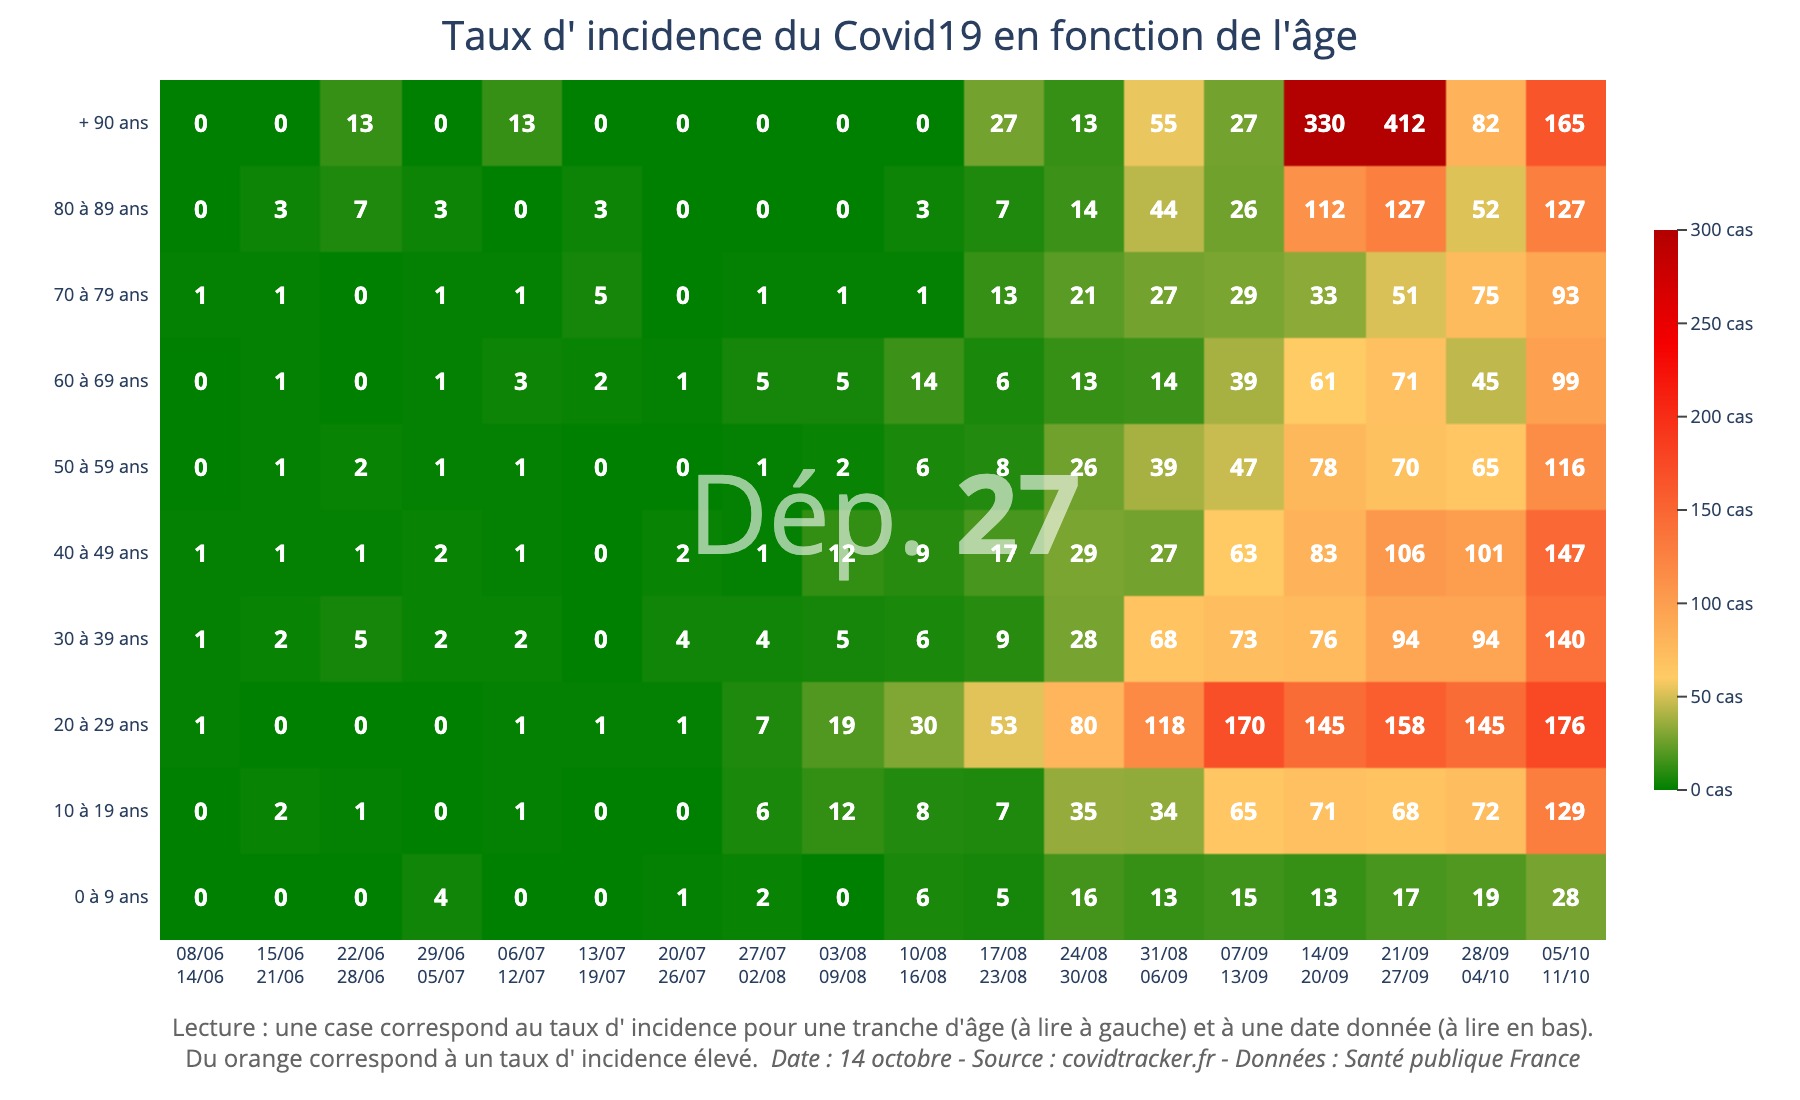 Taux d' incidence du Covid19 en fonction de l'âge
+ 90 ans 0 0 13 0 13 0 0 0 0 0 27 13 55 27 330 412 82 165
80 à 89 ans 0 3 7 3 0 3 0 0 0 3 7 14 44 26 112 127 52 127
70 à 79 ans 1 1 0 1 1 5 0 1 1 1 13 21 27 29 33 51 75 93
60 à 69 ans 0 1 0 1 3 2 1 5 5 14 6 13 14 39 61 71 45 99
50 à 59 ans 0 1 2 1 1 0 0 1 2 6 8 26 39 47 78 70 65 116
Dép. 27
40 à 49 ans 1 1 1 2 1 0 2 1 12 9 17 29 27 63 83 106 101 147
30 à 39 ans 1 2 5 2 2 0 4 4 5 6 9 28 68 73 76 94 94 140
20 à 29 ans 1 0 0 0 1 1 1 7 19 30 53 80 118 170 145 158 145 176
10 à 19 ans 0 2 1 0 1 0 0 6 12 8 7 35 34 65 71 68 72 129
0 à 9 ans 0 0 0 4 0 0 1 2 0 6 5 16 13 15 13 17 19 28
08/06 15/06 22/06 29/06 06/07 13/07 20/07 27/07 03/08 10/08 17/08 24/08 31/08 07/09 14/09 21/09 28/09 05/10
14/06 21/06 28/06 05/07 12/07 19/07 26/07 02/08 09/08 16/08 23/08 30/08 06/09 13/09 20/09 27/09 04/10 11/10
300 cas
250 cas
200 cas
150 cas
100 cas
50 cas
0 cas
Lecture : une case correspond au taux d' incidence pour une tranche d'âge (à lire à gauche) et à une date donnée (à lire en bas).
Du orange correspond à un taux d' incidence élevé. Date : 14 octobre - Source : covidtracker.fr - Données : Santé publique France